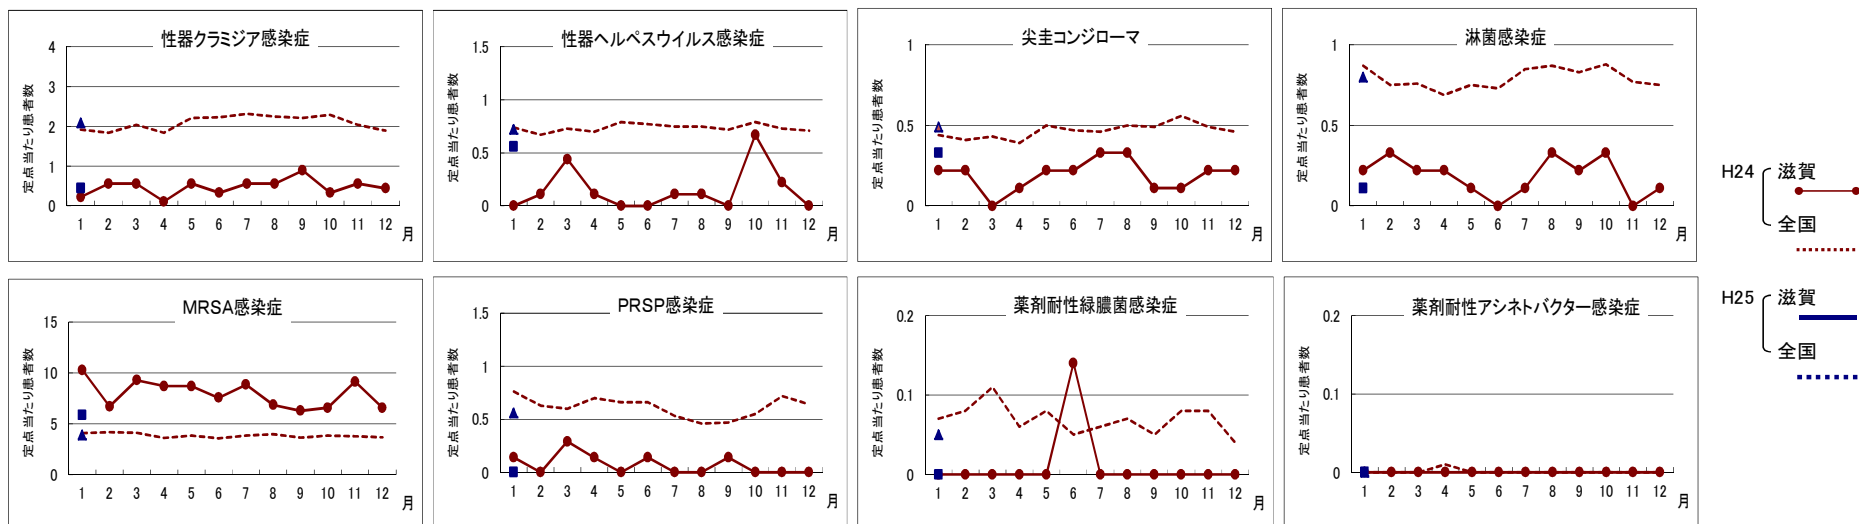 性器クラミジア感染症
定点当たり患者数
4
3
2
1
0
1 2 3 4 5 6 7 8 9 10 11 12
月
性器ヘルペスウイルス感染症
定点当たり患者数
1.5
1
0.5
0
1 2 3 4 5 6 7 8 9 10 11 12
月
尖圭コンジローマ
定点当たり患者数
1
0.5
0
1 2 3 4 5 6 7 8 9 10 11 12
月
淋菌感染症
定点当たり患者数
1
0.5
0
1 2 3 4 5 6 7 8 9 10 11 12
月
H24 滋賀
全国
H25 滋賀
全国
MRSA感染症
定点当たり患者数
15
10
5
0
1 2 3 4 5 6 7 8 9 10 11 12
月
PRSP感染症
定点当たり患者数
1.5
1
0.5
0
1 2 3 4 5 6 7 8 9 10 11 12
月
薬剤耐性緑膿菌感染症
定点当たり患者数
0.2
0.1
0
1 2 3 4 5 6 7 8 9 10 11 12
月
薬剤耐性アシネトバクター感染症
定点当たり患者数
0.2
0.1
0
1 2 3 4 5 6 7 8 9 10 11 12
月